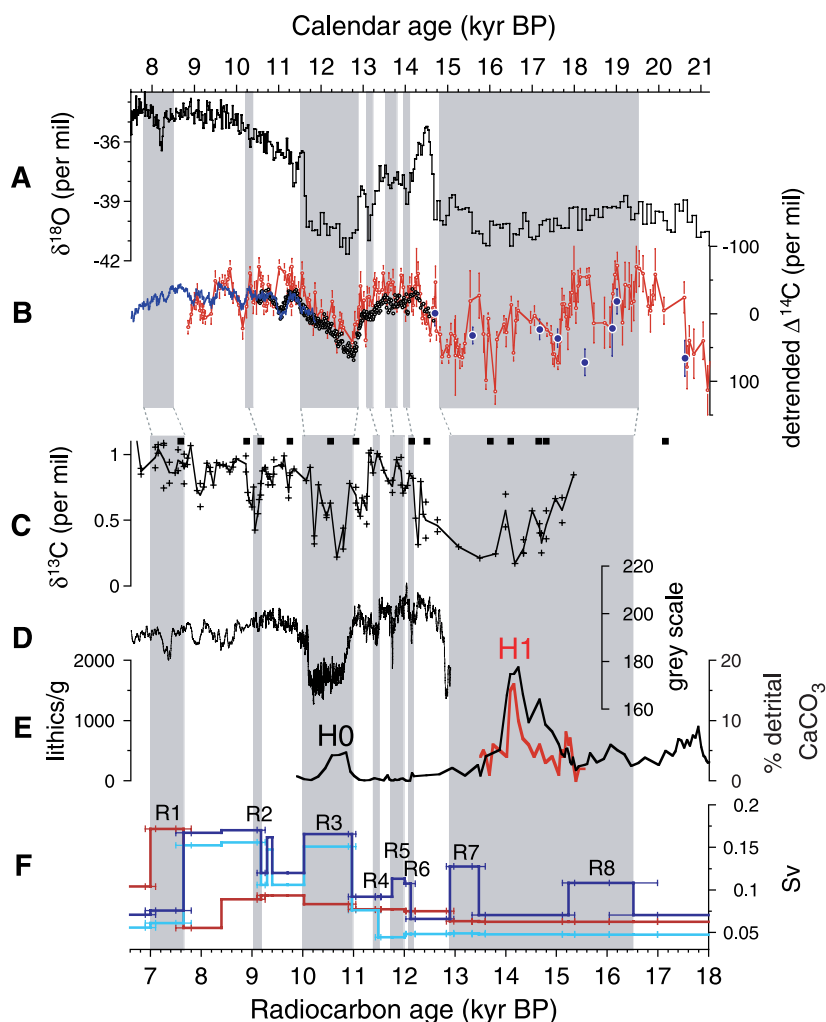 Calendar age (kyr BP)
8 9 10 11 12 13 14 15 16 17 18 19 20 21
A
δ18O (per mil)
-36
-39
-42
B
detrended Δ14C (per mil)
-100
0
100
C
δ13C (per mil)
1
0.5
0
D
grey scale
220
200
180
160
E
lithics/g
2000
1000
0
H0
H1
% detrital
CaCO3
20
10
0
F
R1 R2 R3 R4 R5 R6 R7 R8
Sv
0.2
0.15
0.1
0.05
7 8 9 10 11 12 13 14 15 16 17 18
Radiocarbon age (kyr BP)